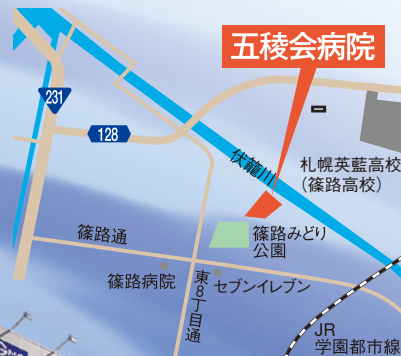 五稜会病院
231
128
伏籠川
札幌英藍高校
(篠路高校)
篠路みどり
公園
篠路通
篠路病院
セブンイレブン
東8丁目通
JR
学園都市線